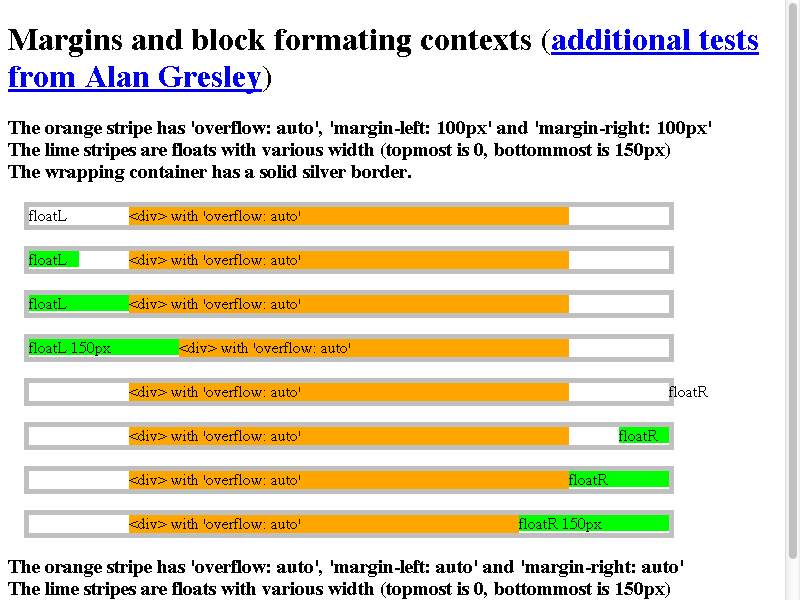 Margins and block formating contexts (additional tests
from Alan Gresley)
The orange stripe has 'overflow: auto', 'margin-left: 100px' and 'margin-right: 100px'
The lime stripes are floats with various width (topmost is 0, bottommost is 150px)
The wrapping container has a solid silver border.
floatL <div> with 'overflow: auto'
floatL <div> with 'overflow: auto'
floatL <div> with 'overflow: auto'
floatL 150px <div> with 'overflow: auto'
<div> with 'overflow: auto' floatR
<div> with 'overflow: auto' floatR
<div> with 'overflow: auto' floatR
<div> with 'overflow: auto' floatR 150px
The orange stripe has 'overflow: auto', 'margin-left: auto' and 'margin-right: auto'
The lime stripes are floats with various width (topmost is 0, bottommost is 150px)